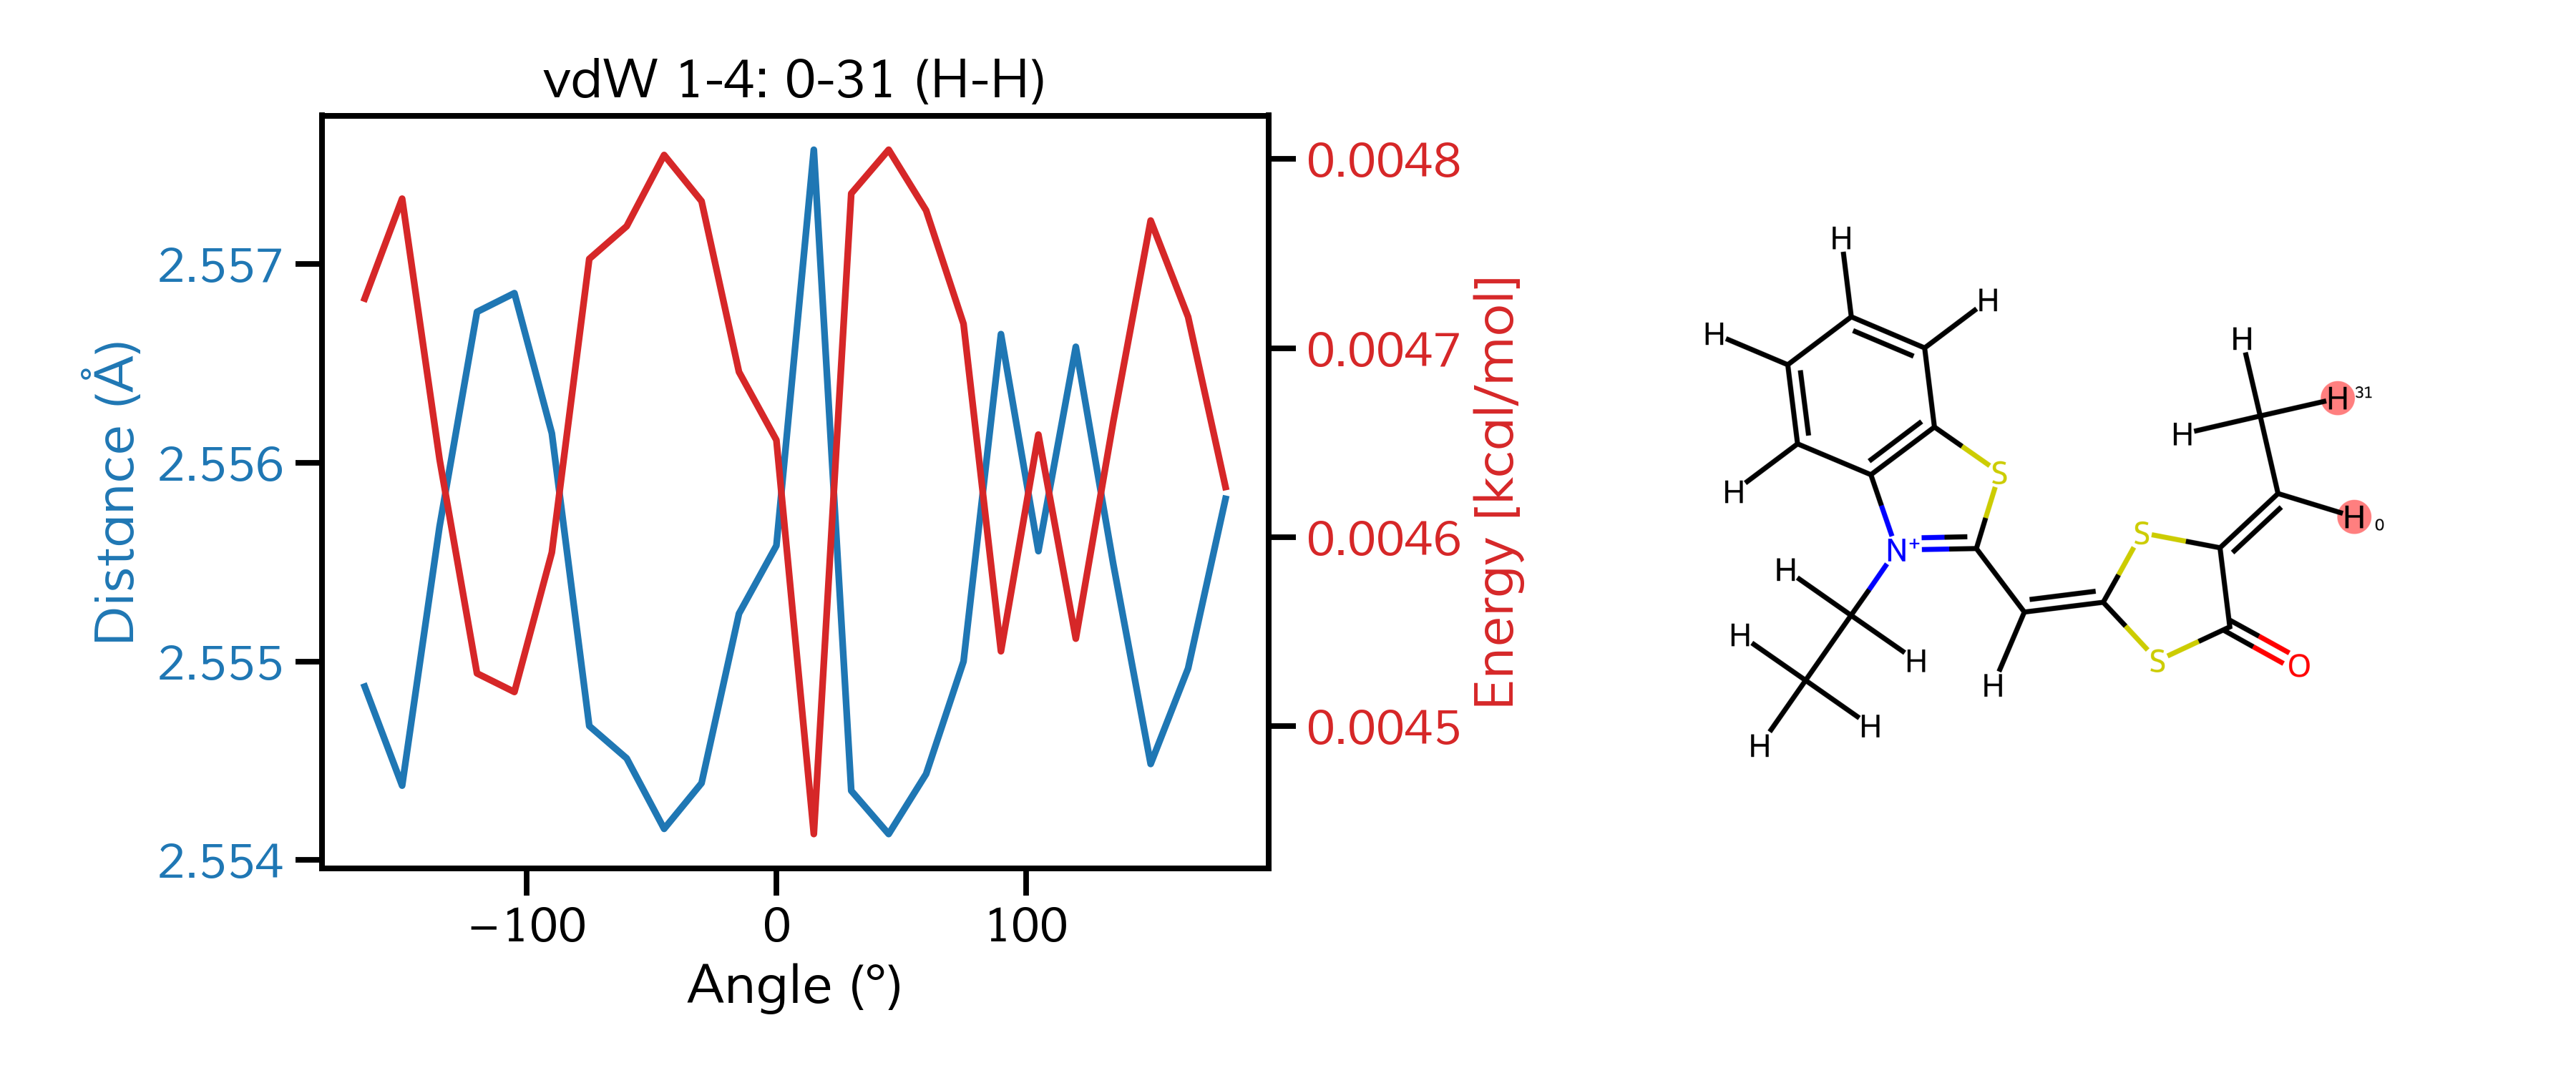 vdW 1-4: 0-31 (H-H)
Distance (Å)
2.557
2.556
2.555
2.554
0.0048
0.0047
0.0046
0.0045
Energy [kcal/mol]
−100 0 100
Angle (°)
H
H
H
H
H
H 31
H
S
H
H 0
S
N+
H
H
H
S
O
H
H
H